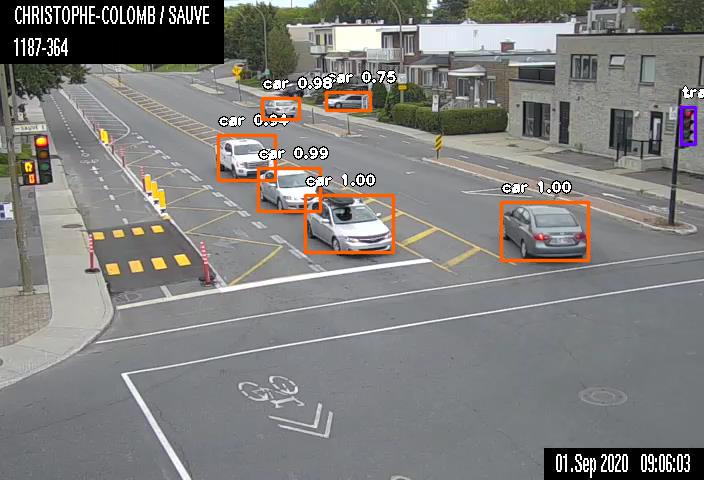 CHRISTOPHE-COLOMB / SAUVE
1187-364
car 0.98
car 0.75
car 0.94
car 0.99
car 1.00
car 1.00
tra
SAUVE
01.Sep 2020 09:06:03